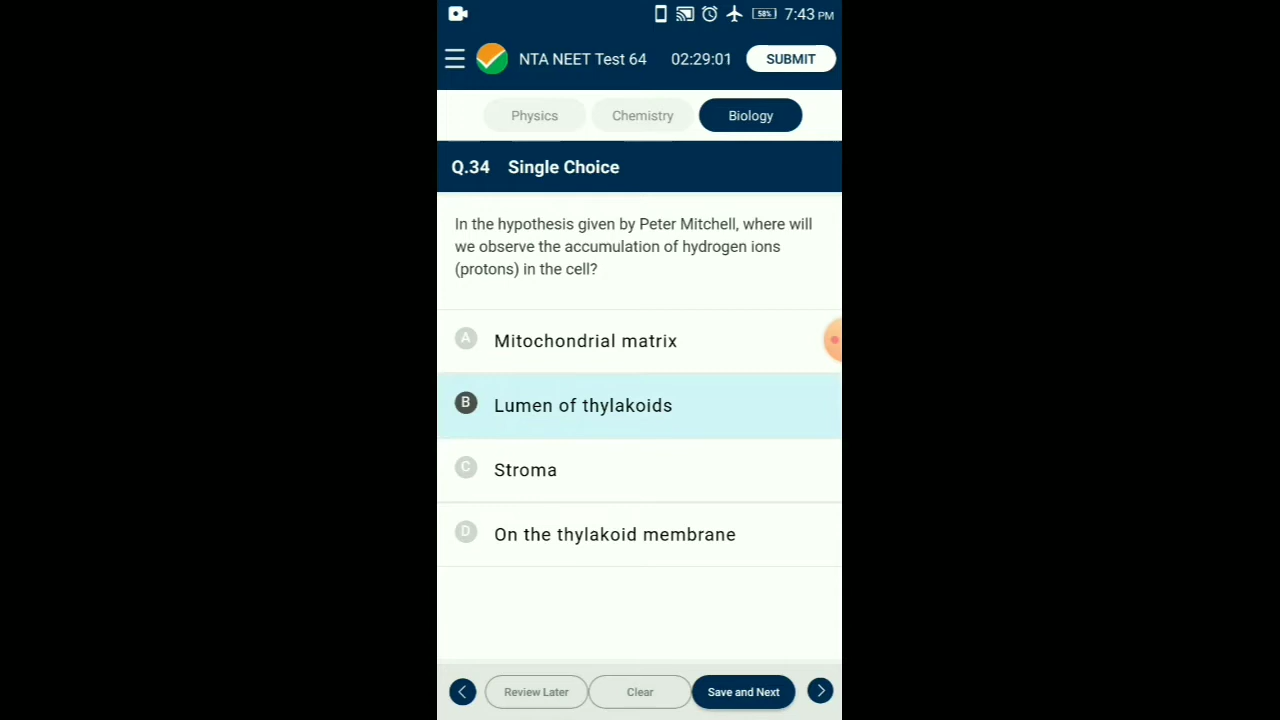 58% 7:43 PM
NTA NEET Test 64 02:29:01 SUBMIT
Physics Chemistry Biology
Q.34 Single Choice
In the hypothesis given by Peter Mitchell, where will
we observe the accumulation of hydrogen ions
(protons) in the cell?
A Mitochondrial matrix
B Lumen of thylakoids
C Stroma
D On the thylakoid membrane
Review Later Clear Save and Next